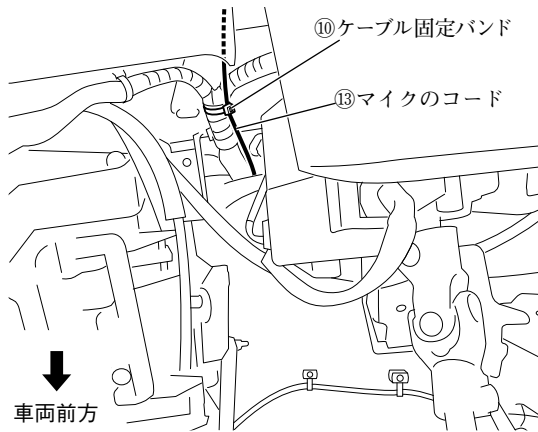 ⑩ケーブル固定バンド
⑬マイクのコード
車両前方